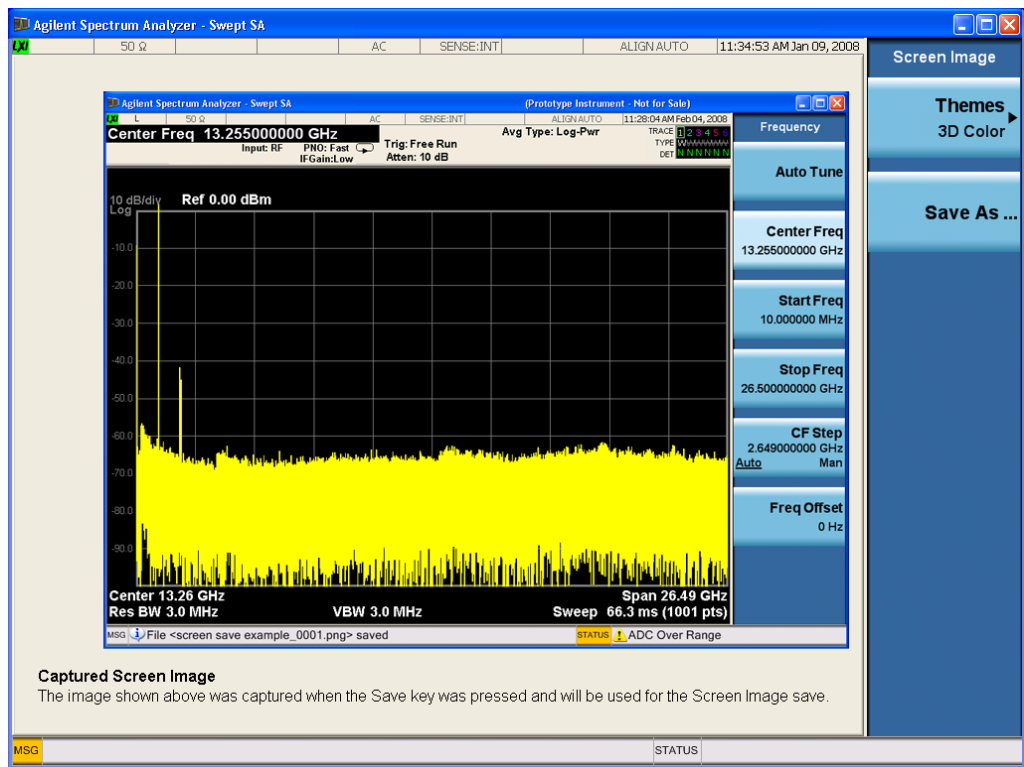 Agilent Spectrum Analyzer - Swept SA
LXI 50 Ω AC SENSE:INT ALIGN AUTO 11:34:53 AM Jan 09, 2008
Screen Image
Themes
3D Color
Save As ...
Agilent Spectrum Analyzer - Swept SA (Prototype Instrument - Not for Sale)
LXI L 50 Ω AC SENSE:INT ALIGN AUTO 11:28:04 AM Feb 04, 2008
Center Freq 13.255000000 GHz
Input: RF
PNO: Fast
IFGain:Low
Trig: Free Run
Atten: 10 dB
Avg Type: Log-Pwr
TRACE 1 2 3 4 5 6
TYPE WWWWWW
DET N N N N N N
10 dB/div Ref 0.00 dBm
Log
-10.0
-20.0
-30.0
-40.0
-50.0
-60.0
-70.0
-80.0
-90.0
Center 13.26 GHz Span 26.49 GHz
Res BW 3.0 MHz VBW 3.0 MHz Sweep 66.3 ms (1001 pts)
Frequency
Auto Tune
Center Freq
13.255000000 GHz
Start Freq
10.000000 MHz
Stop Freq
26.500000000 GHz
CF Step
2.649000000 GHz
Auto Man
Freq Offset
0 Hz
MSG File <screen save example_0001.png> saved STATUS ADC Over Range
Captured Screen Image
The image shown above was captured when the Save key was pressed and will be used for the Screen Image save.
MSG STATUS